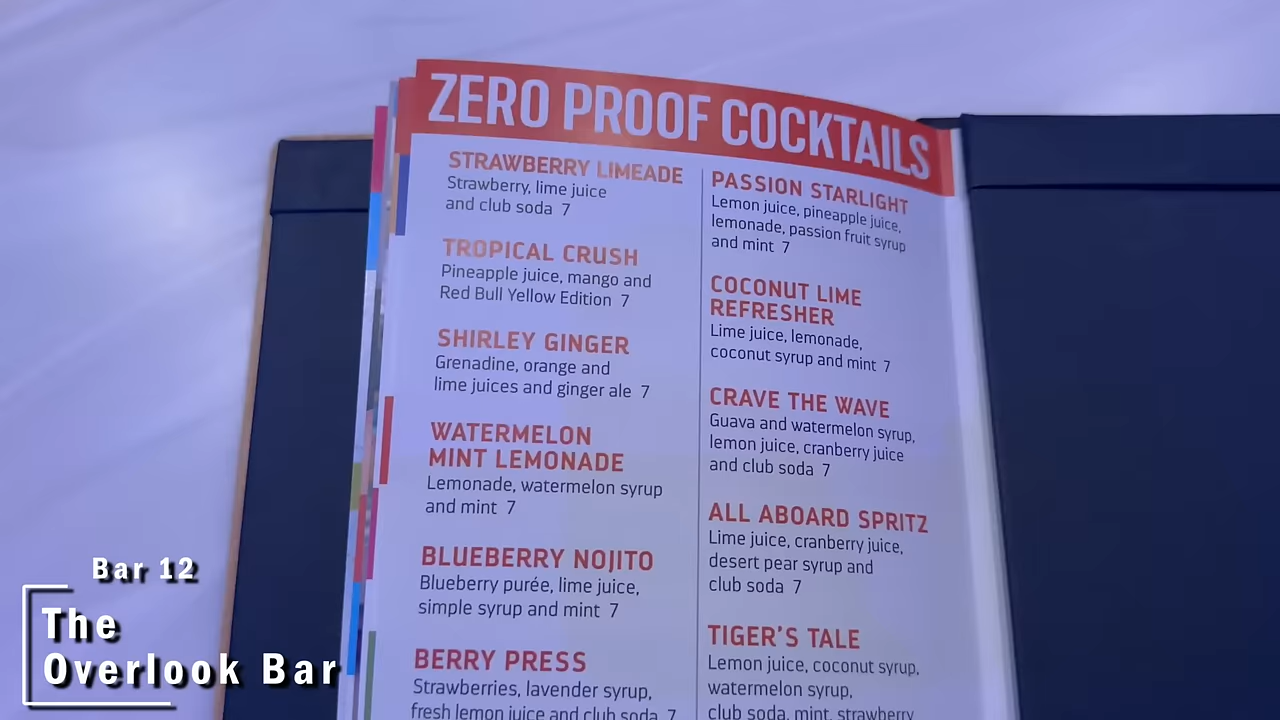 ZERO PROOF COCKTAILS
STRAWBERRY LIMEADE
Strawberry, lime juice
and club soda 7
TROPICAL CRUSH
Pineapple juice, mango and
Red Bull Yellow Edition 7
SHIRLEY GINGER
Grenadine, orange and
lime juices and ginger ale 7
WATERMELON
MINT LEMONADE
Lemonade, watermelon syrup
and mint 7
BLUEBERRY NOJITO
Blueberry purée, lime juice,
simple syrup and mint 7
BERRY PRESS
Strawberries, lavender syrup,
fresh lemon juice and club soda 7
PASSION STARLIGHT
Lemon juice, pineapple juice,
lemonade, passion fruit syrup
and mint 7
COCONUT LIME
REFRESHER
Lime juice, lemonade,
coconut syrup and mint 7
CRAVE THE WAVE
Guava and watermelon syrup,
lemon juice, cranberry juice
and club soda 7
ALL ABOARD SPRITZ
Lime juice, cranberry juice,
desert pear syrup and
club soda 7
TIGER'S TALE
Lemon juice, coconut syrup,
watermelon syrup,
club soda, mint, strawberry
Bar 12
The
Overlook Bar